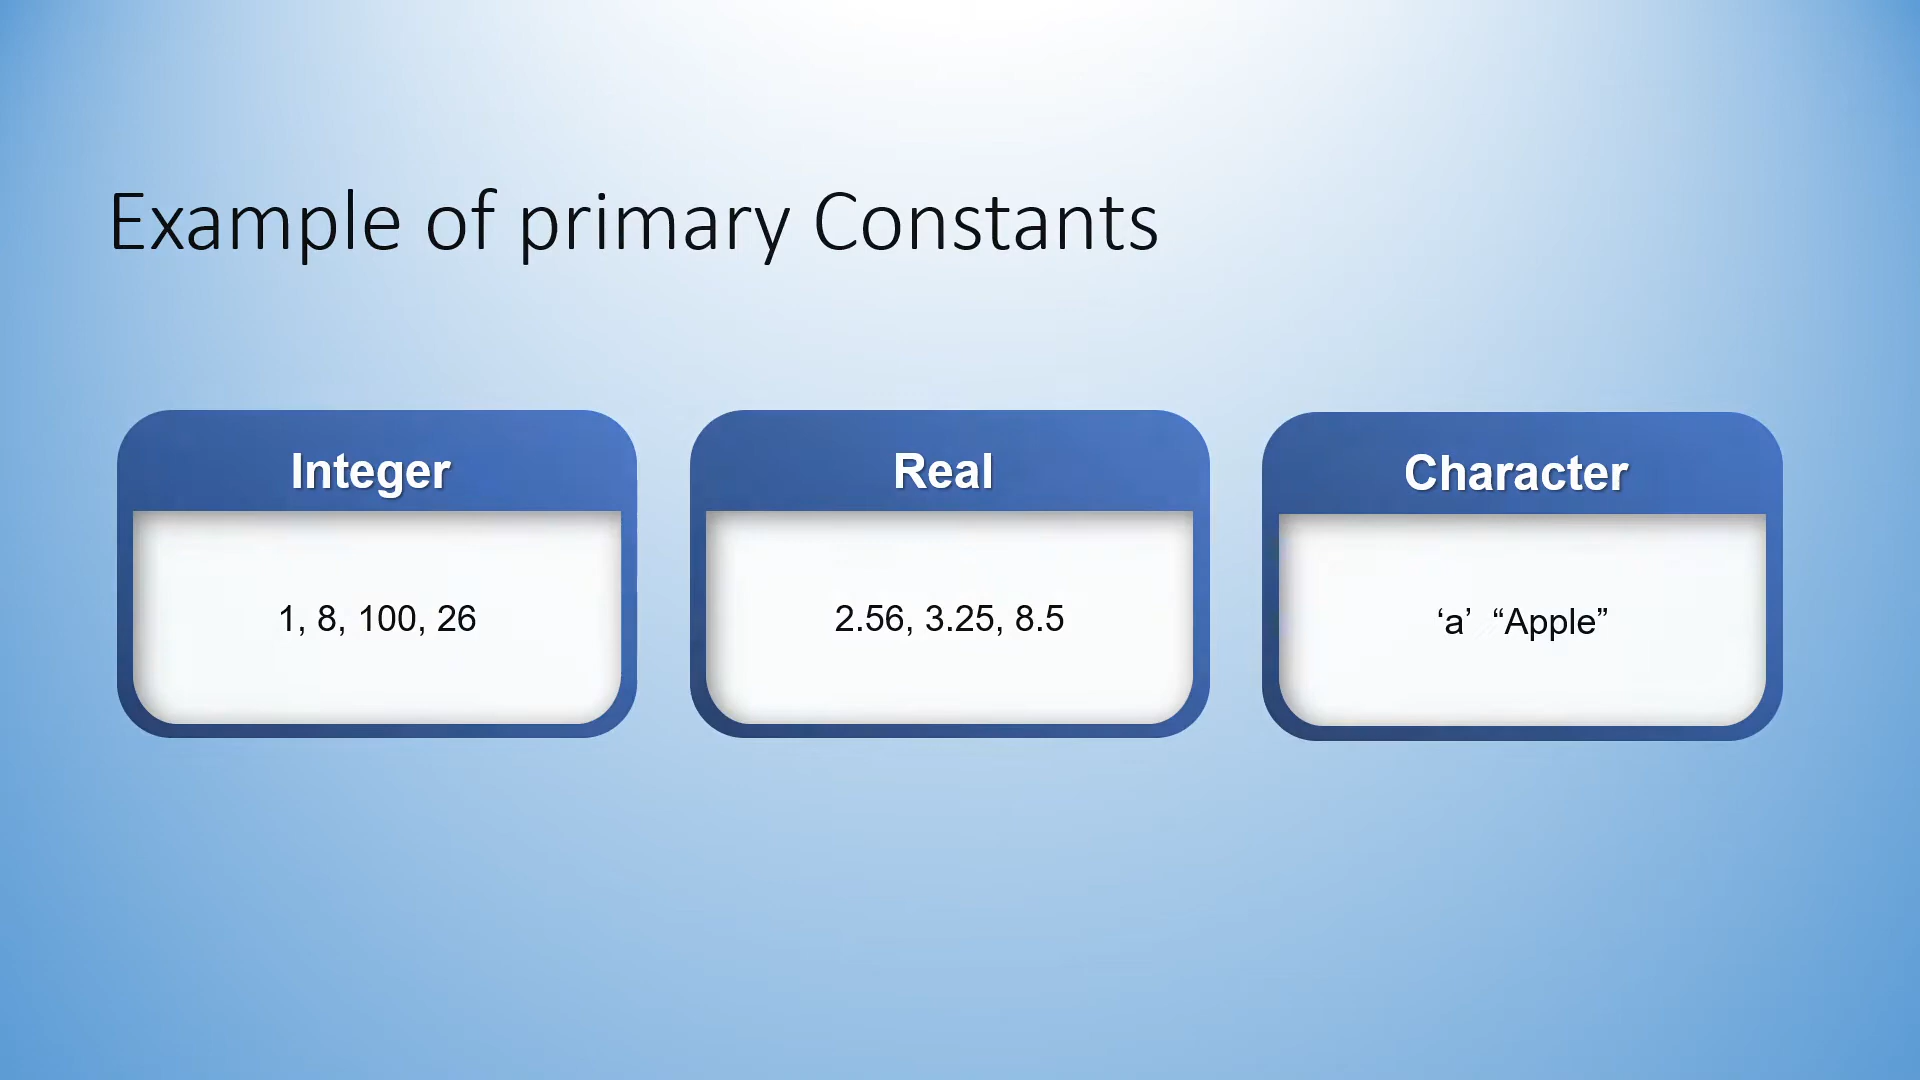 Example of primary Constants
Integer
1, 8, 100, 26
Real
2.56, 3.25, 8.5
Character
‘a’ “Apple”